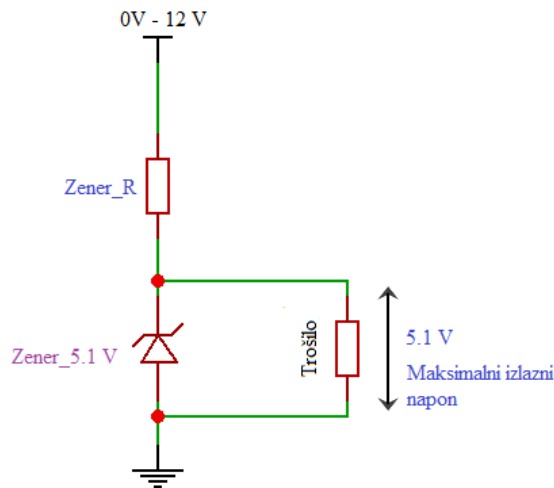 0V - 12 V
Zener_R
Zener_5.1 V
Trošilo
5.1 V
Maksimalni izlazni
napon